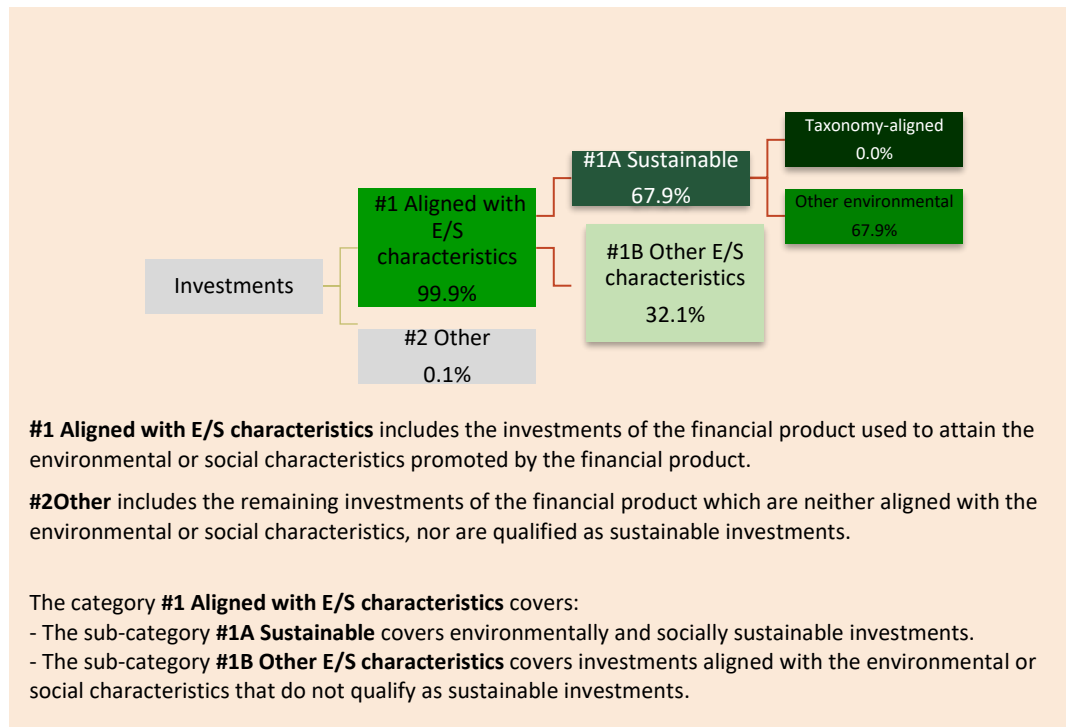 Investments
#1 Aligned with
E/S
characteristics
99.9%
#2 Other
0.1%
#1A Sustainable
67.9%
#1B Other E/S
characteristics
32.1%
Taxonomy-aligned
0.0%
Other environmental
67.9%
#1 Aligned with E/S characteristics includes the investments of the financial product used to attain the
environmental or social characteristics promoted by the financial product.
#2Other includes the remaining investments of the financial product which are neither aligned with the
environmental or social characteristics, nor are qualified as sustainable investments.
The category #1 Aligned with E/S characteristics covers:
- The sub-category #1A Sustainable covers environmentally and socially sustainable investments.
- The sub-category #1B Other E/S characteristics covers investments aligned with the environmental or
social characteristics that do not qualify as sustainable investments.